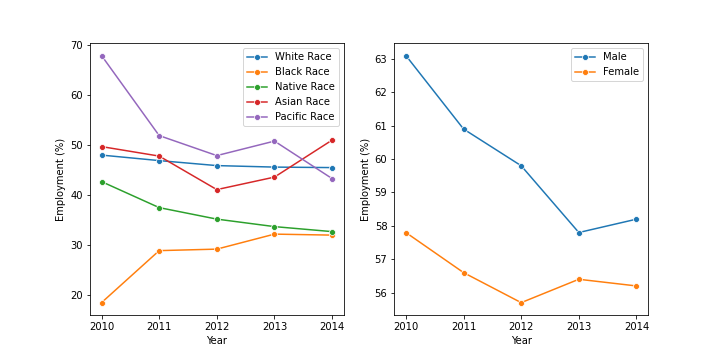 70
60
50
40
30
20
Employment (%)
2010 2011 2012 2013 2014
Year
White Race
Black Race
Native Race
Asian Race
Pacific Race
63
62
61
60
59
58
57
56
Employment (%)
2010 2011 2012 2013 2014
Year
Male
Female